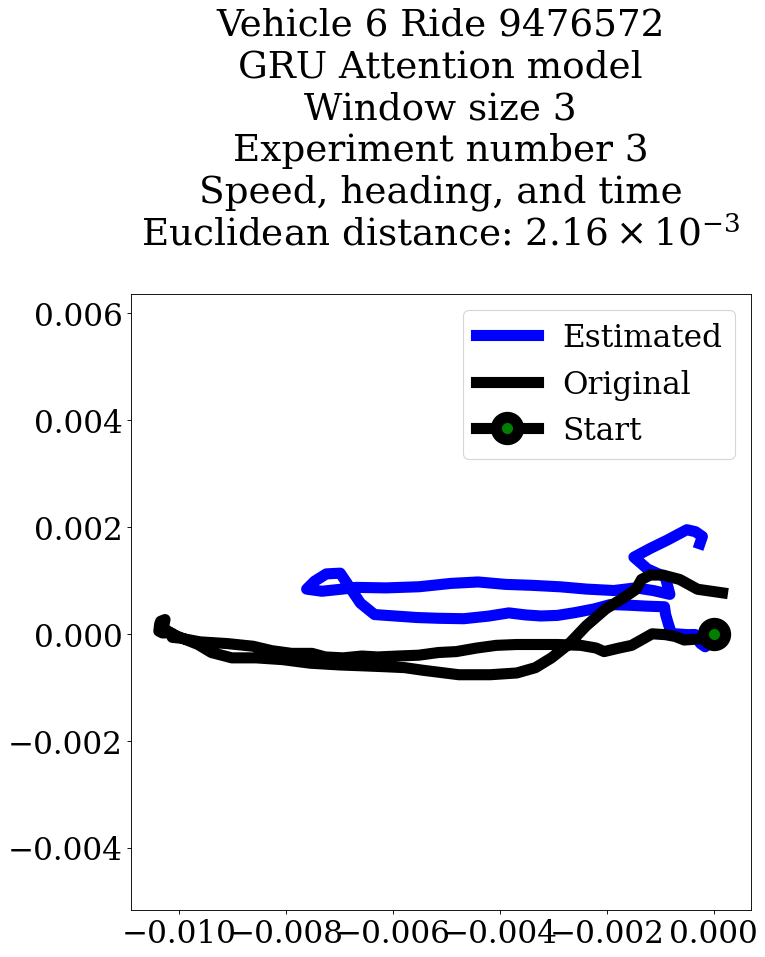 Vehicle 6 Ride 9476572
GRU Attention model
Window size 3
Experiment number 3
Speed, heading, and time
Euclidean distance: 2.16 × 10⁻³
0.006
0.004
0.002
0.000
−0.002
−0.004
Estimated
Original
Start
−0.010 −0.008 −0.006 −0.004 −0.002 0.000